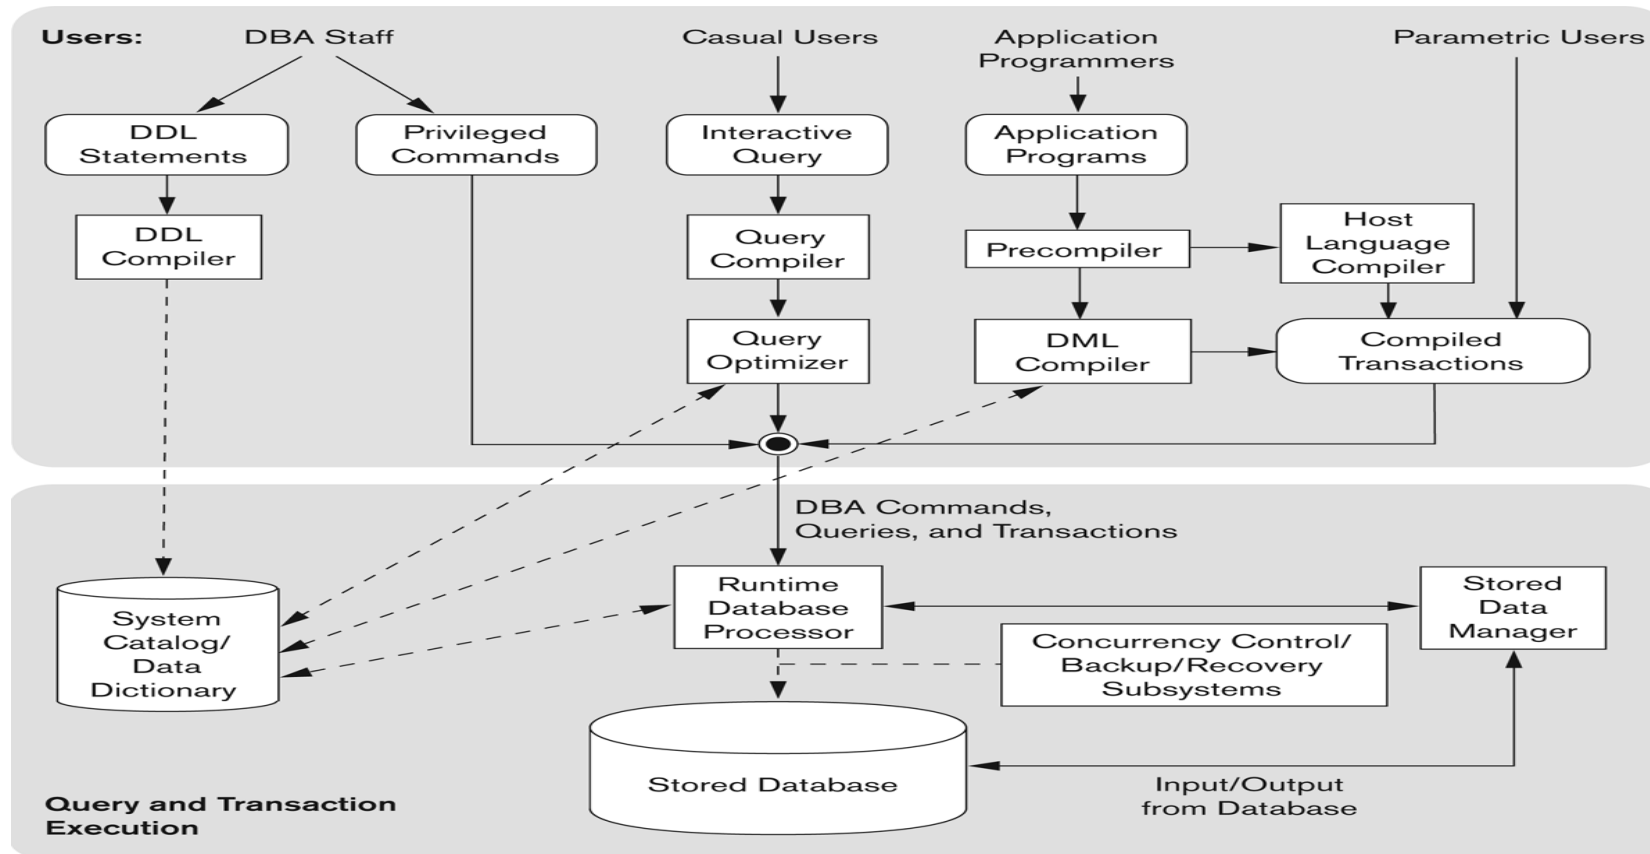 Users:
DBA Staff
Casual Users
Application
Programmers
Parametric Users
DDL
Statements
Privileged
Commands
Interactive
Query
Application
Programs
DDL
Compiler
Query
Compiler
Precompiler
Host
Language
Compiler
Query
Optimizer
DML
Compiler
Compiled
Transactions
DBA Commands,
Queries, and Transactions
System
Catalog/
Data
Dictionary
Runtime
Database
Processor
Stored
Data
Manager
Concurrency Control/
Backup/Recovery
Subsystems
Stored Database
Input/Output
from Database
Query and Transaction
Execution